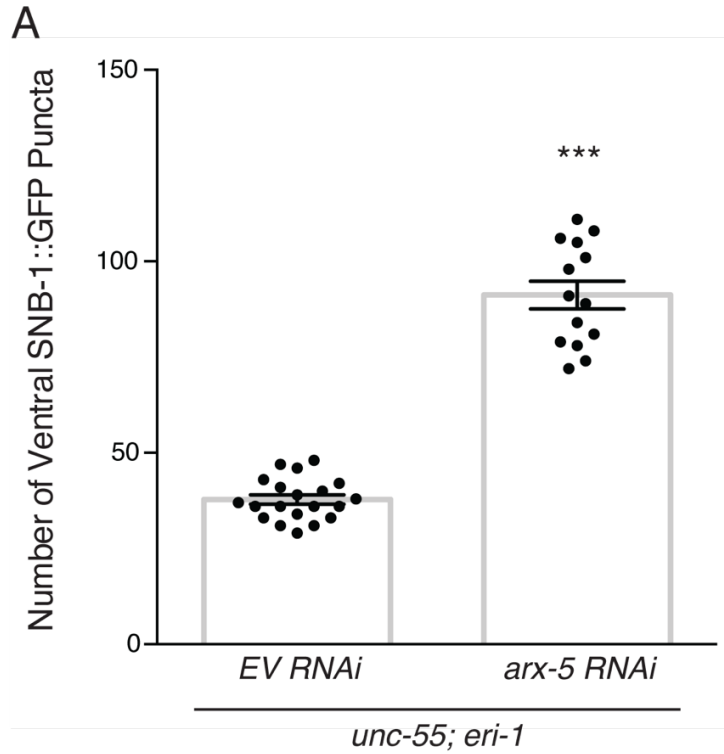 A
Number of Ventral SNB-1::GFP Puncta
150
100
50
0
***
EV RNAi
arx-5 RNAi
unc-55; eri-1